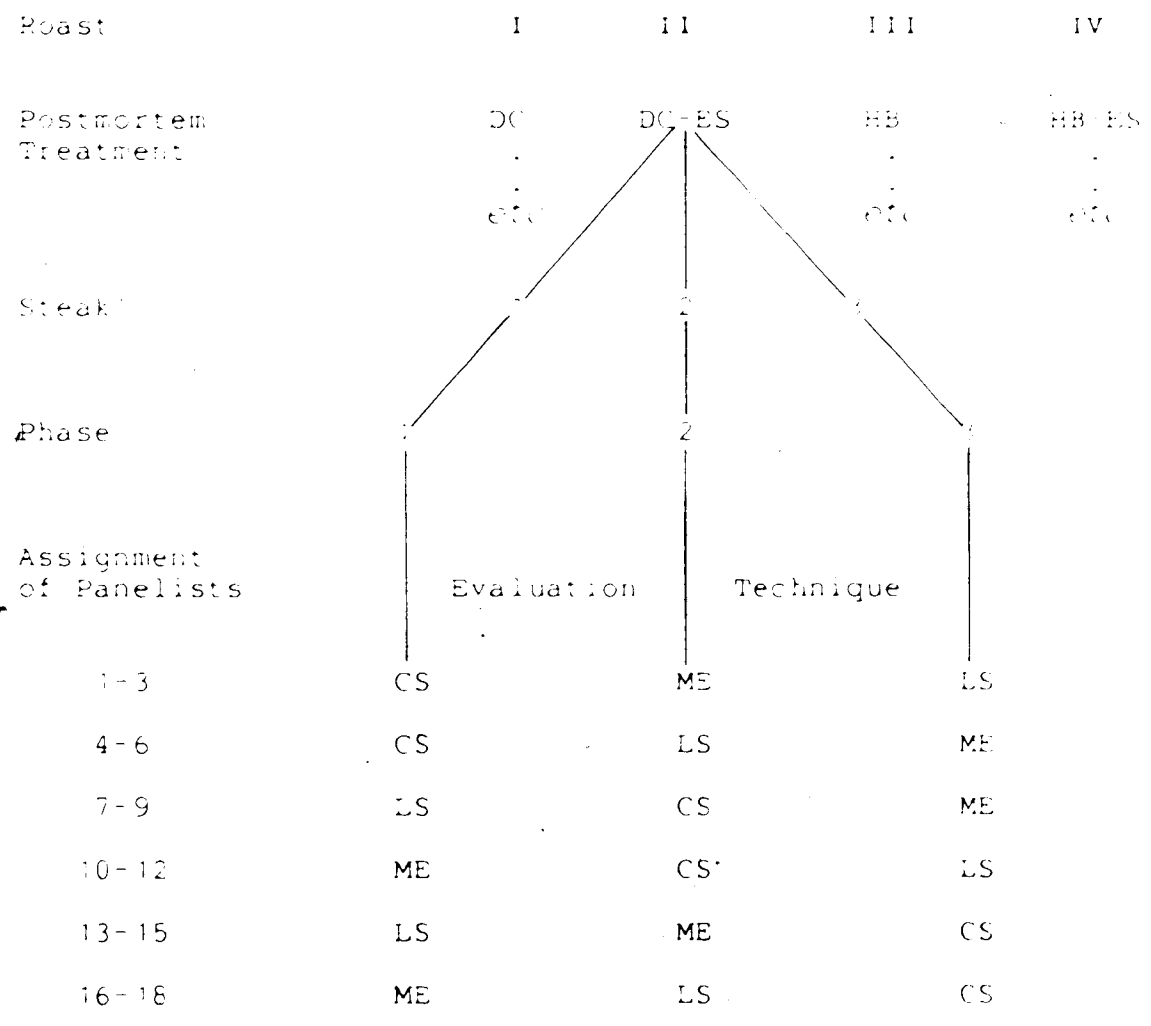 Roast I II III IV
Postmortem DC DC-ES HB HB-ES
Treatment . . .
. . .
etc etc etc
Steak 2 3
Phase 2 3
Assignment
of Panelists Evaluation Technique
1-3 CS ME LS
4-6 CS LS ME
7-9 LS CS ME
10-12 ME CS LS
13-15 LS ME CS
16-18 ME LS CS